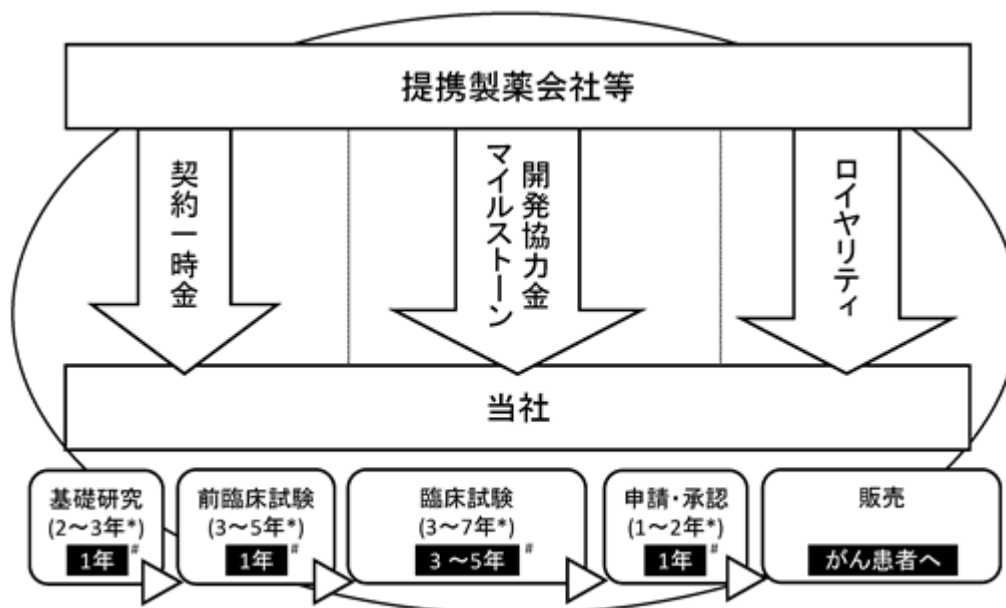 提携製薬会社等
契約一時金
開発協力金
マイルストーン
ロイヤリティ
当社
基礎研究
(2～3年*)
1年#
前臨床試験
(3～5年*)
1年#
臨床試験
(3～7年*)
3～5年#
申請・承認
(1～2年*)
1年#
販売
がん患者へ